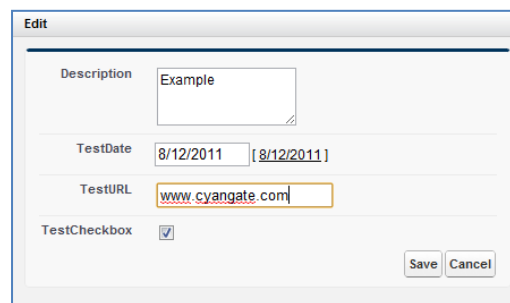 Edit
Description Example
TestDate 8/12/2011 [ 8/12/2011 ]
TestURL www.cyangate.com
TestCheckbox
Save Cancel